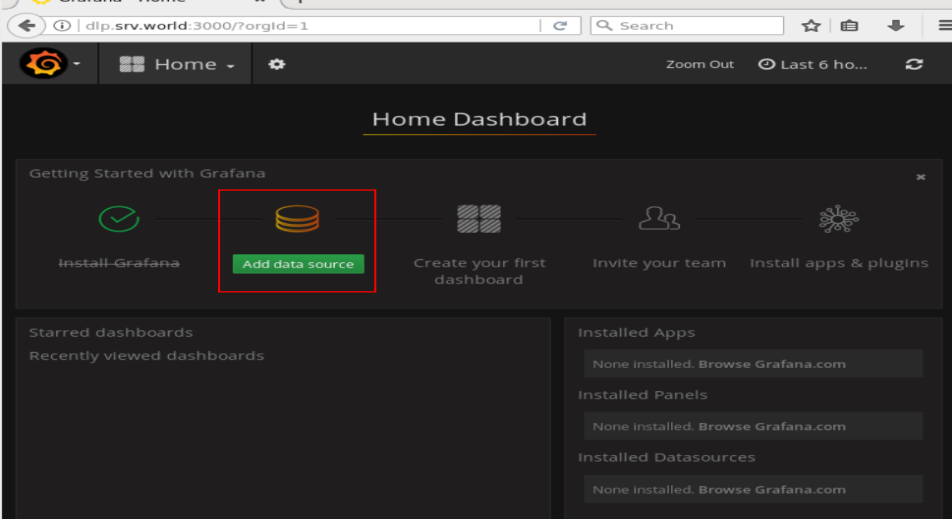 Grafana - Home
dlp.srv.world:3000/?orgId=1
Search
Home
Zoom Out
Last 6 ho...
Home Dashboard
Getting Started with Grafana
Install Grafana
Add data source
Create your first
dashboard
Invite your team
Install apps & plugins
Starred dashboards
Recently viewed dashboards
Installed Apps
None installed. Browse Grafana.com
Installed Panels
None installed. Browse Grafana.com
Installed Datasources
None installed. Browse Grafana.com